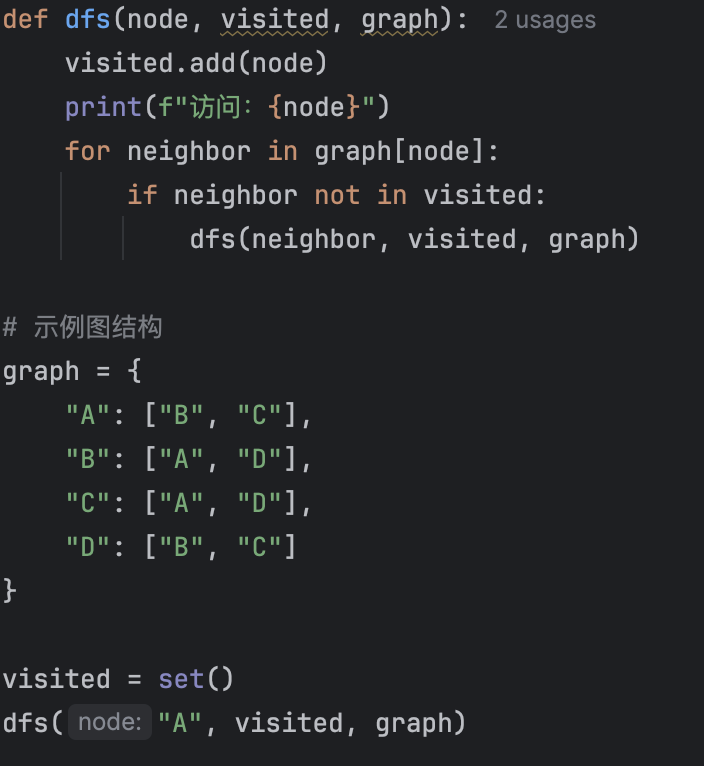 def dfs(node, visited, graph): 2 usages
    visited.add(node)
    print(f"访问：{node}")
    for neighbor in graph[node]:
        if neighbor not in visited:
            dfs(neighbor, visited, graph)
# 示例图结构
graph = {
    "A": ["B", "C"],
    "B": ["A", "D"],
    "C": ["A", "D"],
    "D": ["B", "C"]
}
visited = set()
dfs( node: "A", visited, graph)